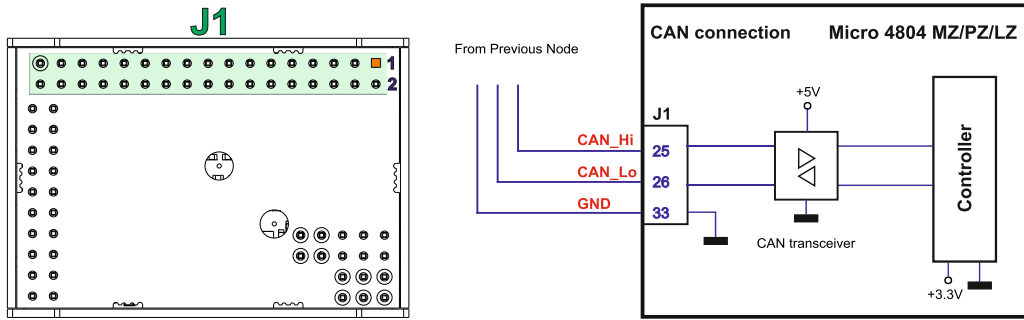 J1
1
2
From Previous Node
CAN_Hi
CAN_Lo
GND
CAN connection
Micro 4804 MZ/PZ/LZ
J1
25
26
33
+5V
CAN transceiver
Controller
+3.3V